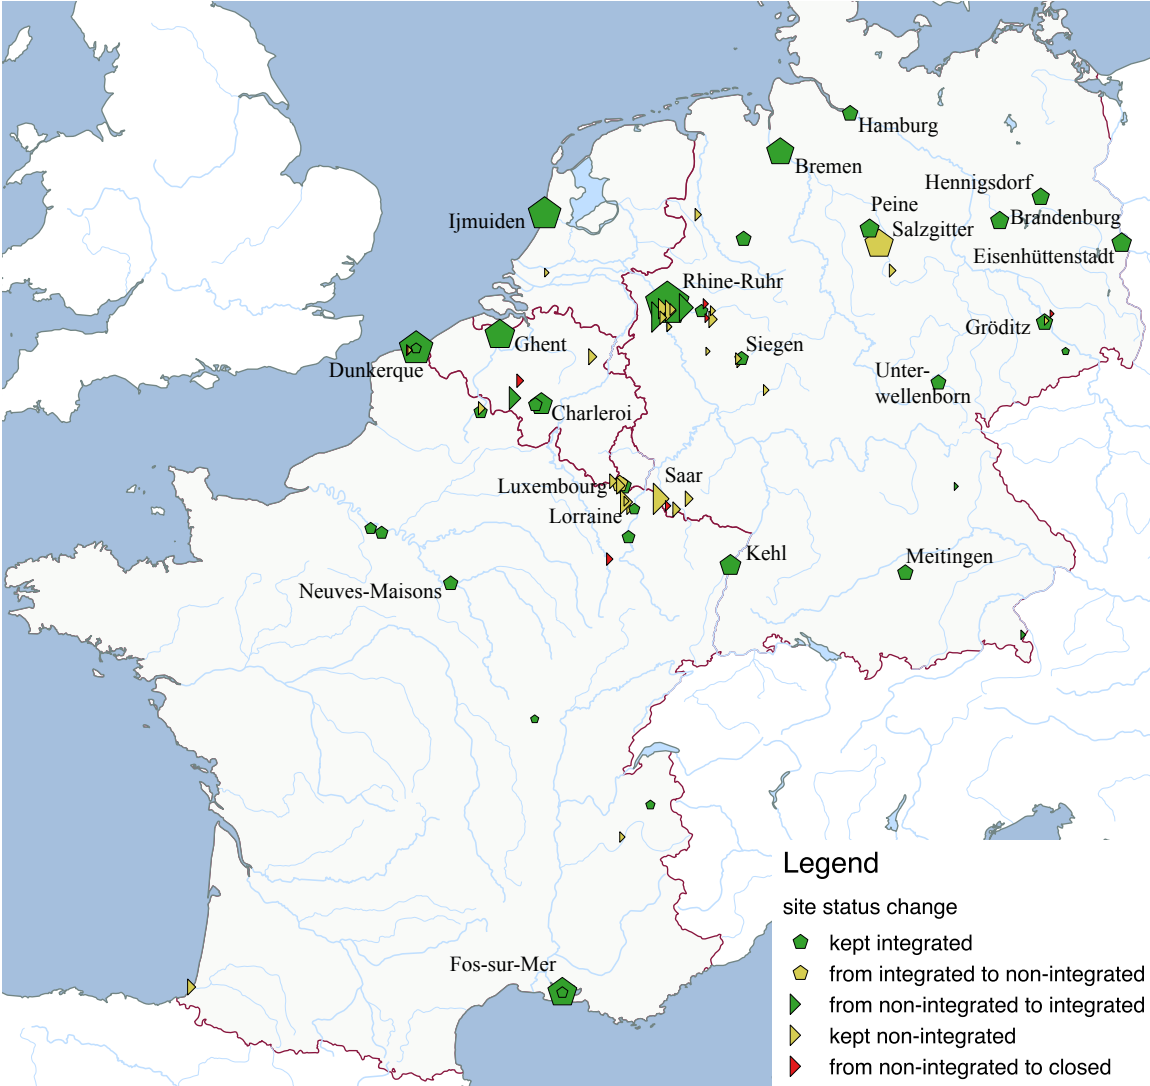 Hamburg
Bremen
Hennigsdorf
Peine
Brandenburg
Ijmuiden
Salzgitter
Eisenhüttenstadt
Rhine-Ruhr
Gröditz
Ghent
Siegen
Dunkerque
Unter-
wellenborn
Charleroi
Saar
Luxembourg
Lorraine
Kehl
Meitingen
Neuves-Maisons
Fos-sur-Mer
Legend
site status change
kept integrated
from integrated to non-integrated
from non-integrated to integrated
kept non-integrated
from non-integrated to closed